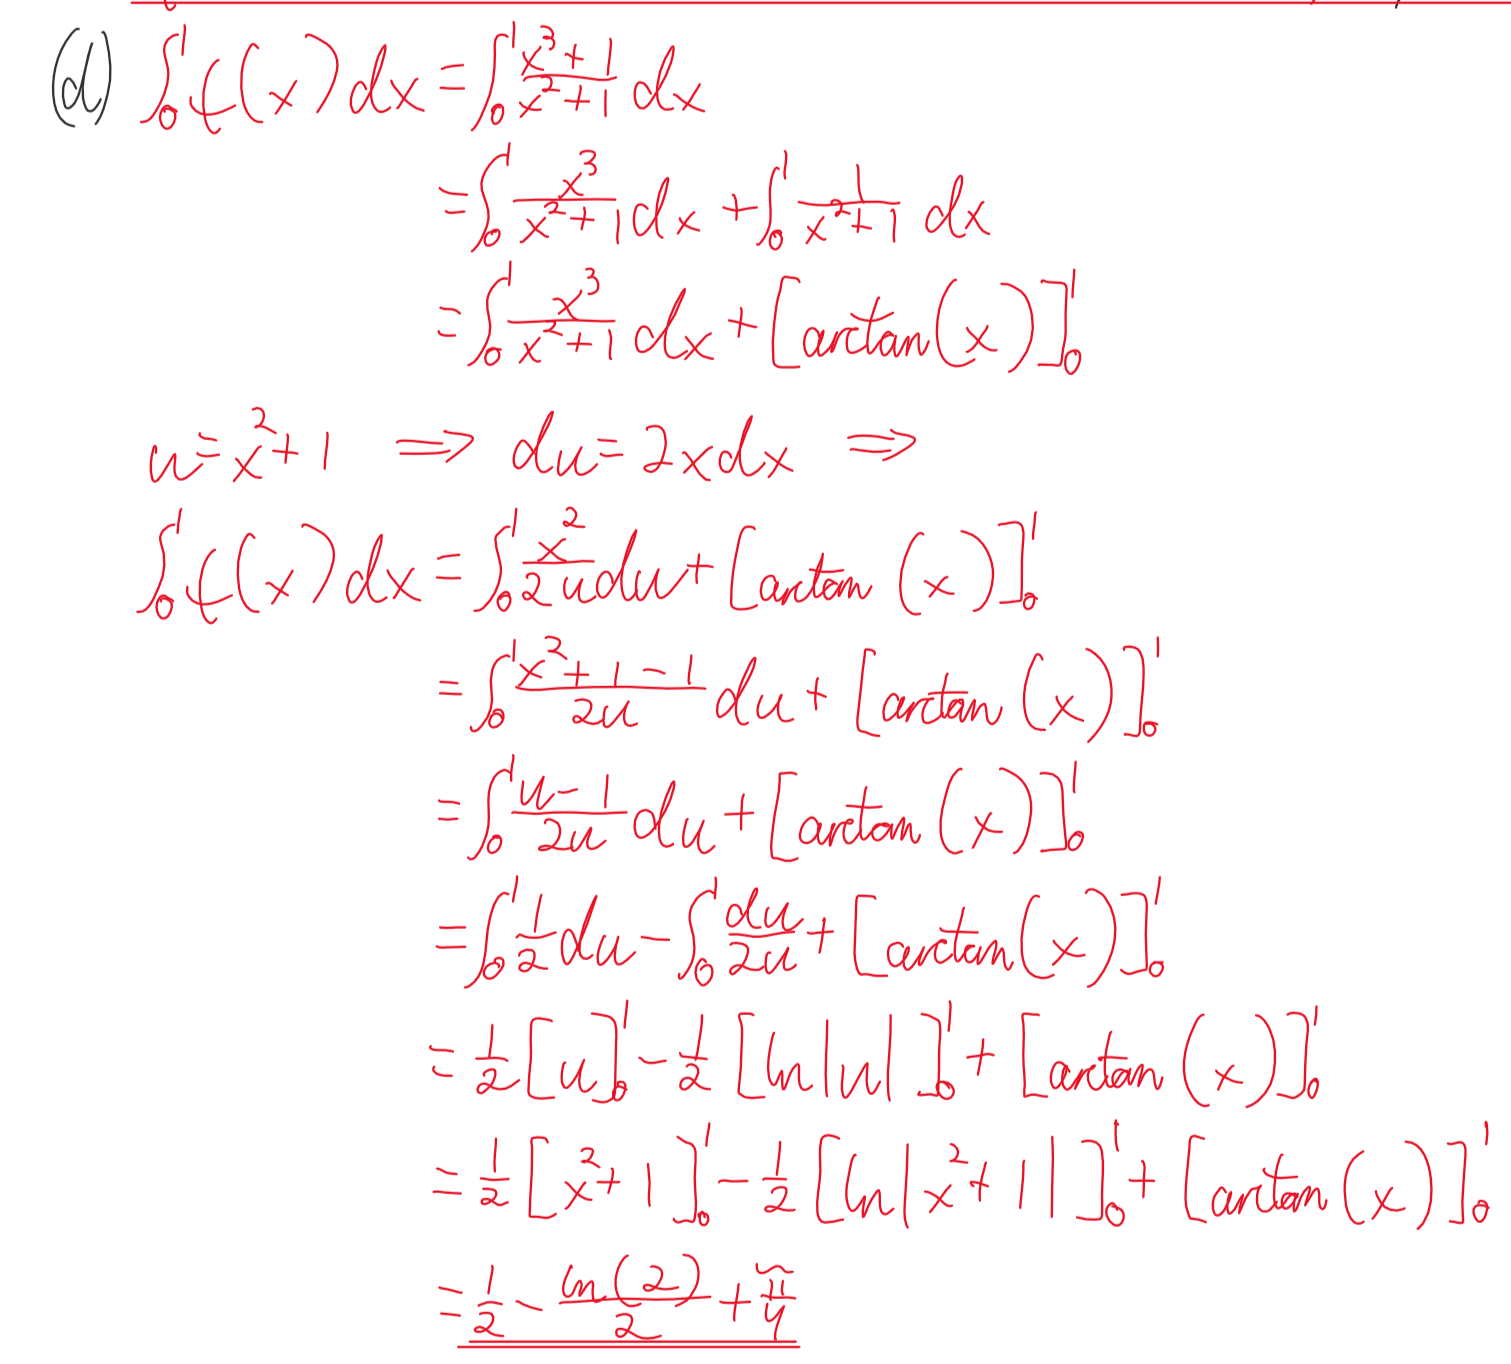 (d) ∫₀¹ f(x)dx = ∫₀¹ (x³+1)/(x²+1) dx
= ∫₀¹ x³/(x²+1) dx + ∫₀¹ 1/(x²+1) dx
= ∫₀¹ x³/(x²+1) dx + [arctan(x)]₀¹
u = x²+1 ⇒ du = 2xdx ⇒
∫₀¹ f(x)dx = ∫₀¹ x²/2u du + [arctan(x)]₀¹
= ∫₀¹ (x²+1-1)/2u du + [arctan(x)]₀¹
= ∫₀¹ (u-1)/2u du + [arctan(x)]₀¹
= ∫₀¹ 1/2 du - ∫₀¹ du/2u + [arctan(x)]₀¹
= 1/2 [u]₀¹ - 1/2 [ln|u|]₀¹ + [arctan(x)]₀¹
= 1/2 [x²+1]₀¹ - 1/2 [ln|x²+1|]₀¹ + [arctan(x)]₀¹
= 1/2 - ln(2)/2 + π/4